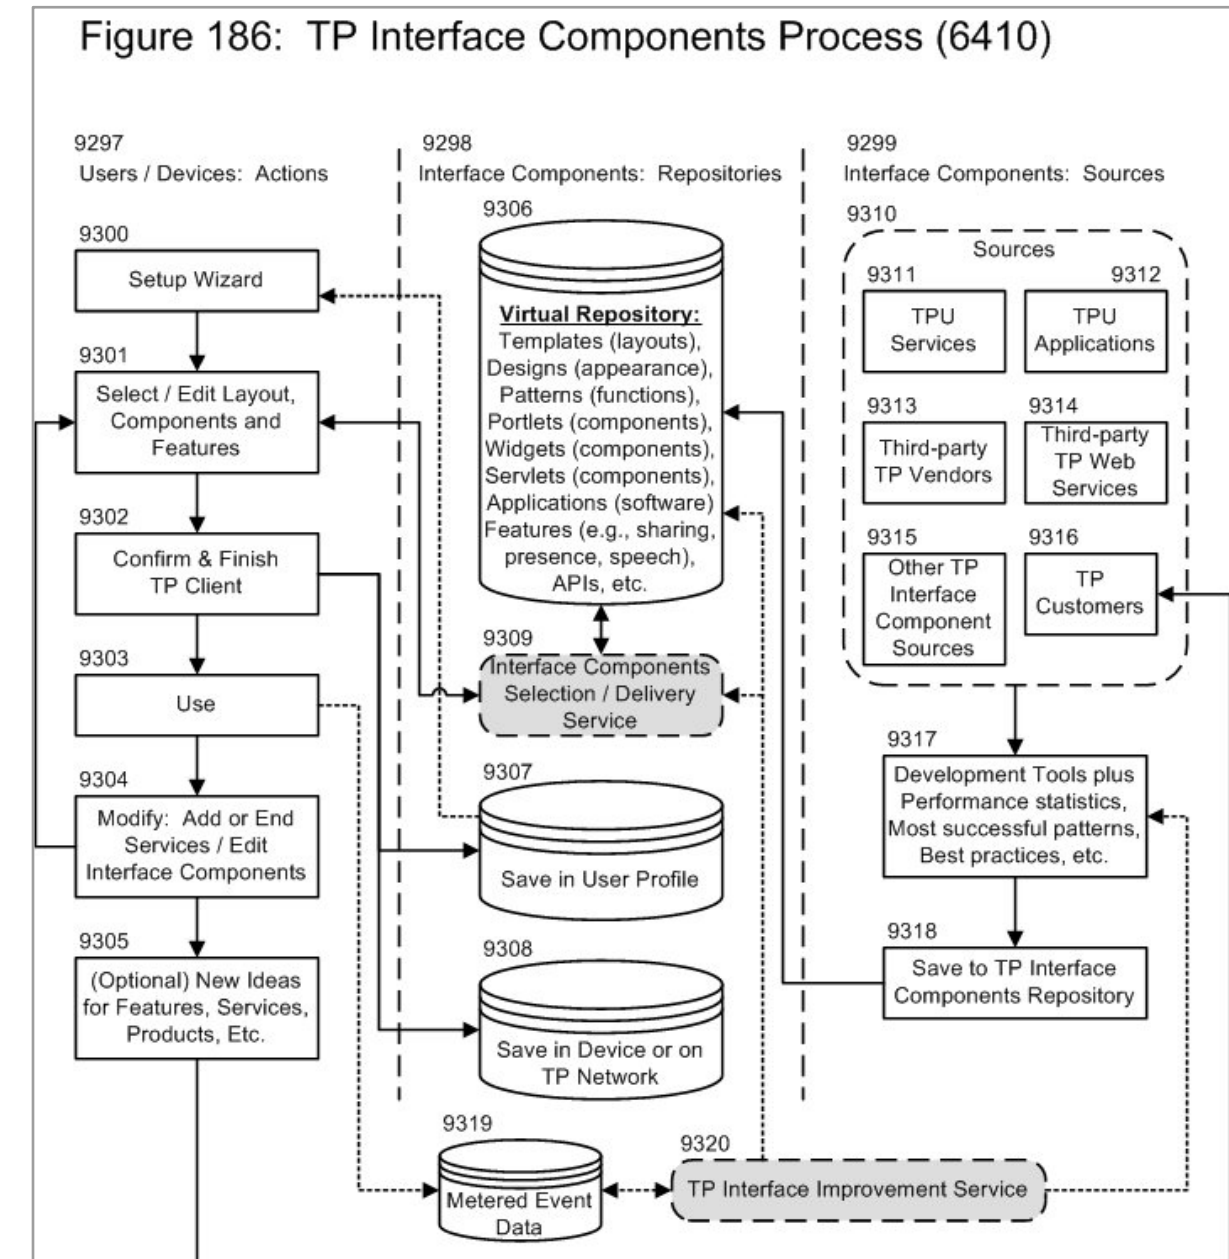 Figure 186: TP Interface Components Process (6410)
9297
Users / Devices: Actions
9300
Setup Wizard
9301
Select / Edit Layout,
Components and
Features
9302
Confirm & Finish
TP Client
9303
Use
9304
Modify: Add or End
Services / Edit
Interface Components
9305
(Optional) New Ideas
for Features, Services,
Products, Etc.
9298
Interface Components: Repositories
9306
Virtual Repository:
Templates (layouts),
Designs (appearance),
Patterns (functions),
Portlets (components),
Widgets (components),
Servlets (components),
Applications (software)
Features (e.g., sharing,
presence, speech),
APIs, etc.
9309
Interface Components
Selection / Delivery
Service
9307
Save in User Profile
9308
Save in Device or on
TP Network
9299
Interface Components: Sources
9310
Sources
9311
TPU
Services
9312
TPU
Applications
9313
Third-party
TP Vendors
9314
Third-party
TP Web
Services
9315
Other TP
Interface
Component
Sources
9316
TP
Customers
9317
Development Tools plus
Performance statistics,
Most successful patterns,
Best practices, etc.
9318
Save to TP Interface
Components Repository
9319
Metered Event
Data
9320
TP Interface Improvement Service